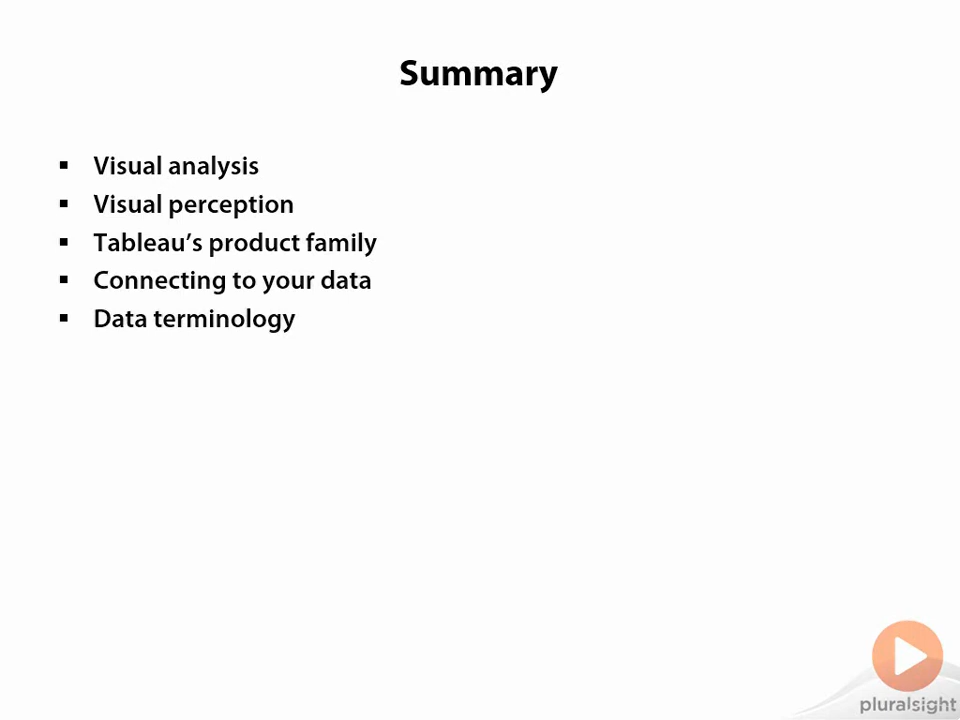 Summary
▪ Visual analysis
▪ Visual perception
▪ Tableau’s product family
▪ Connecting to your data
▪ Data terminology
pluralsight